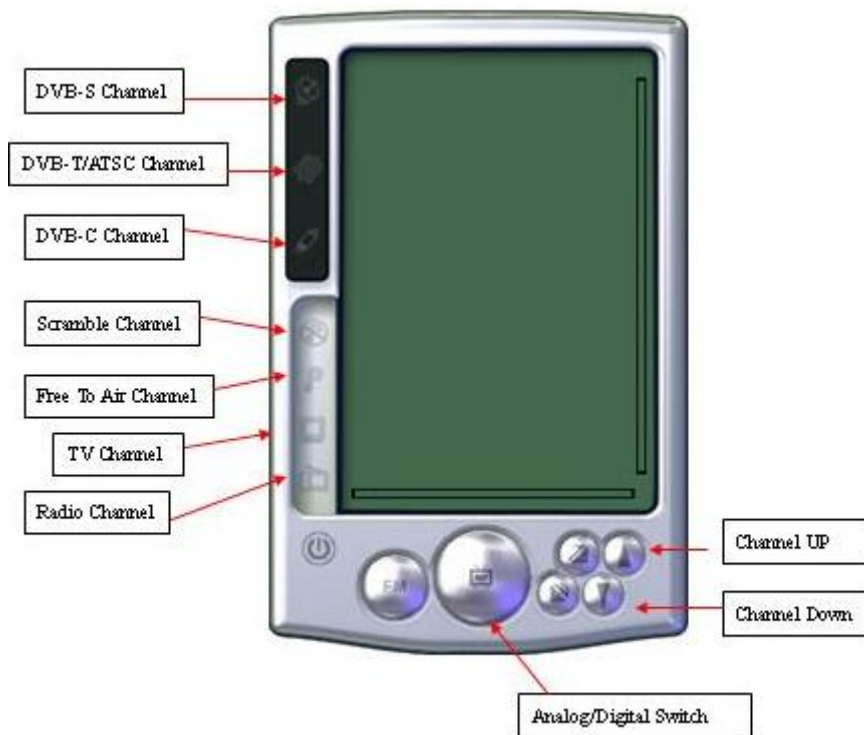 DVB-S Channel
DVB-T/ATSC Channel
DVB-C Channel
Scramble Channel
Free To Air Channel
TV Channel
Radio Channel
FM
Channel UP
Channel Down
Analog/Digital Switch